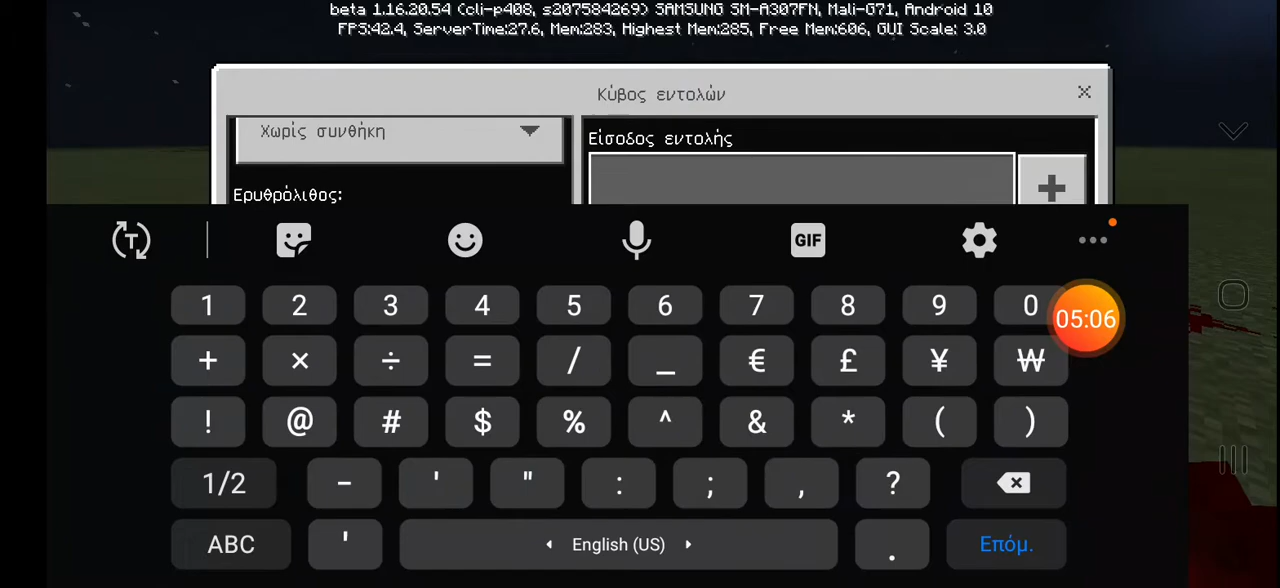 beta 1.16.20.54 (cli-p408, s207584269) SAMSUNG SM-A307FN, Mali-G71, Android 10
FPS:42.4, ServerTime:27.6, Mem:283, Highest Mem:285, Free Mem:606, GUI Scale: 3.0
Κύβος εντολών
Χωρίς συνθήκη
Είσοδος εντολής
Ερυθρόλιθος:
T GIF
1 2 3 4 5 6 7 8 9 0
05:06
+ × ÷ = / _ € £ ¥ ₩
! @ # $ % ^ & * ( )
1/2 - ' " : ; , ?
ABC ' English (US) . Επόμ.